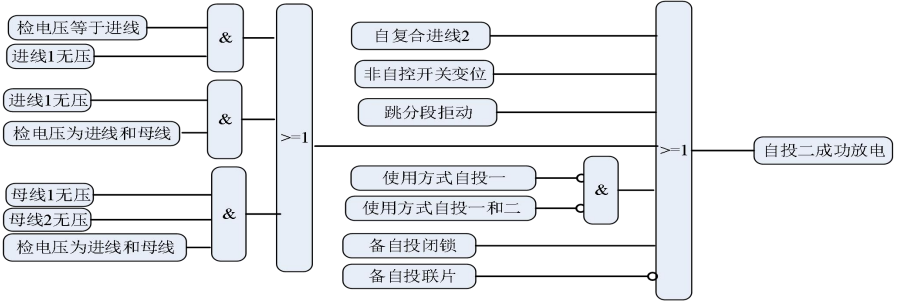 检电压等于进线
进线1无压
&
进线1无压
检电压为进线和母线
&
母线1无压
母线2无压
检电压为进线和母线
&
>=1
自复合进线2
非自控开关变位
跳分段拒动
使用方式自投一
使用方式自投一和二
&
备自投闭锁
备自投联片
>=1
自投二成功放电